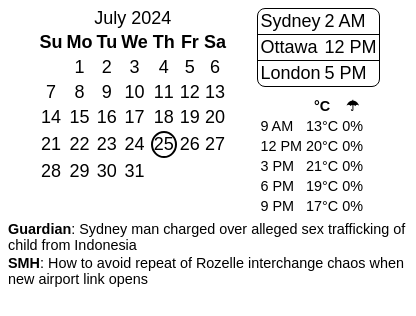 July 2024
Su Mo Tu We Th Fr Sa
1 2 3 4 5 6
7 8 9 10 11 12 13
14 15 16 17 18 19 20
21 22 23 24 25 26 27
28 29 30 31
Sydney 2 AM
Ottawa 12 PM
London 5 PM
°C ☂
9 AM 13°C 0%
12 PM 20°C 0%
3 PM 21°C 0%
6 PM 19°C 0%
9 PM 17°C 0%
Guardian: Sydney man charged over alleged sex trafficking of
child from Indonesia
SMH: How to avoid repeat of Rozelle interchange chaos when
new airport link opens